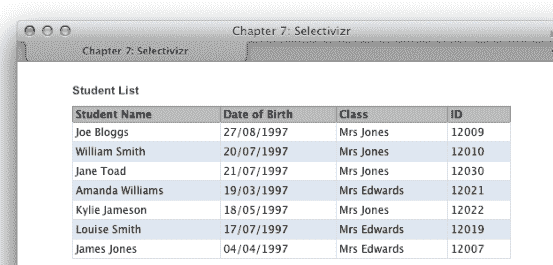 Chapter 7: Selectivizr
Chapter 7: Selectivizr
Student List
Student Name Date of Birth Class ID
Joe Bloggs 27/08/1997 Mrs Jones 12009
William Smith 20/07/1997 Mrs Jones 12010
Jane Toad 21/07/1997 Mrs Jones 12030
Amanda Williams 19/03/1997 Mrs Edwards 12021
Kylie Jameson 18/05/1997 Mrs Jones 12022
Louise Smith 17/07/1997 Mrs Edwards 12019
James Jones 04/04/1997 Mrs Edwards 12007